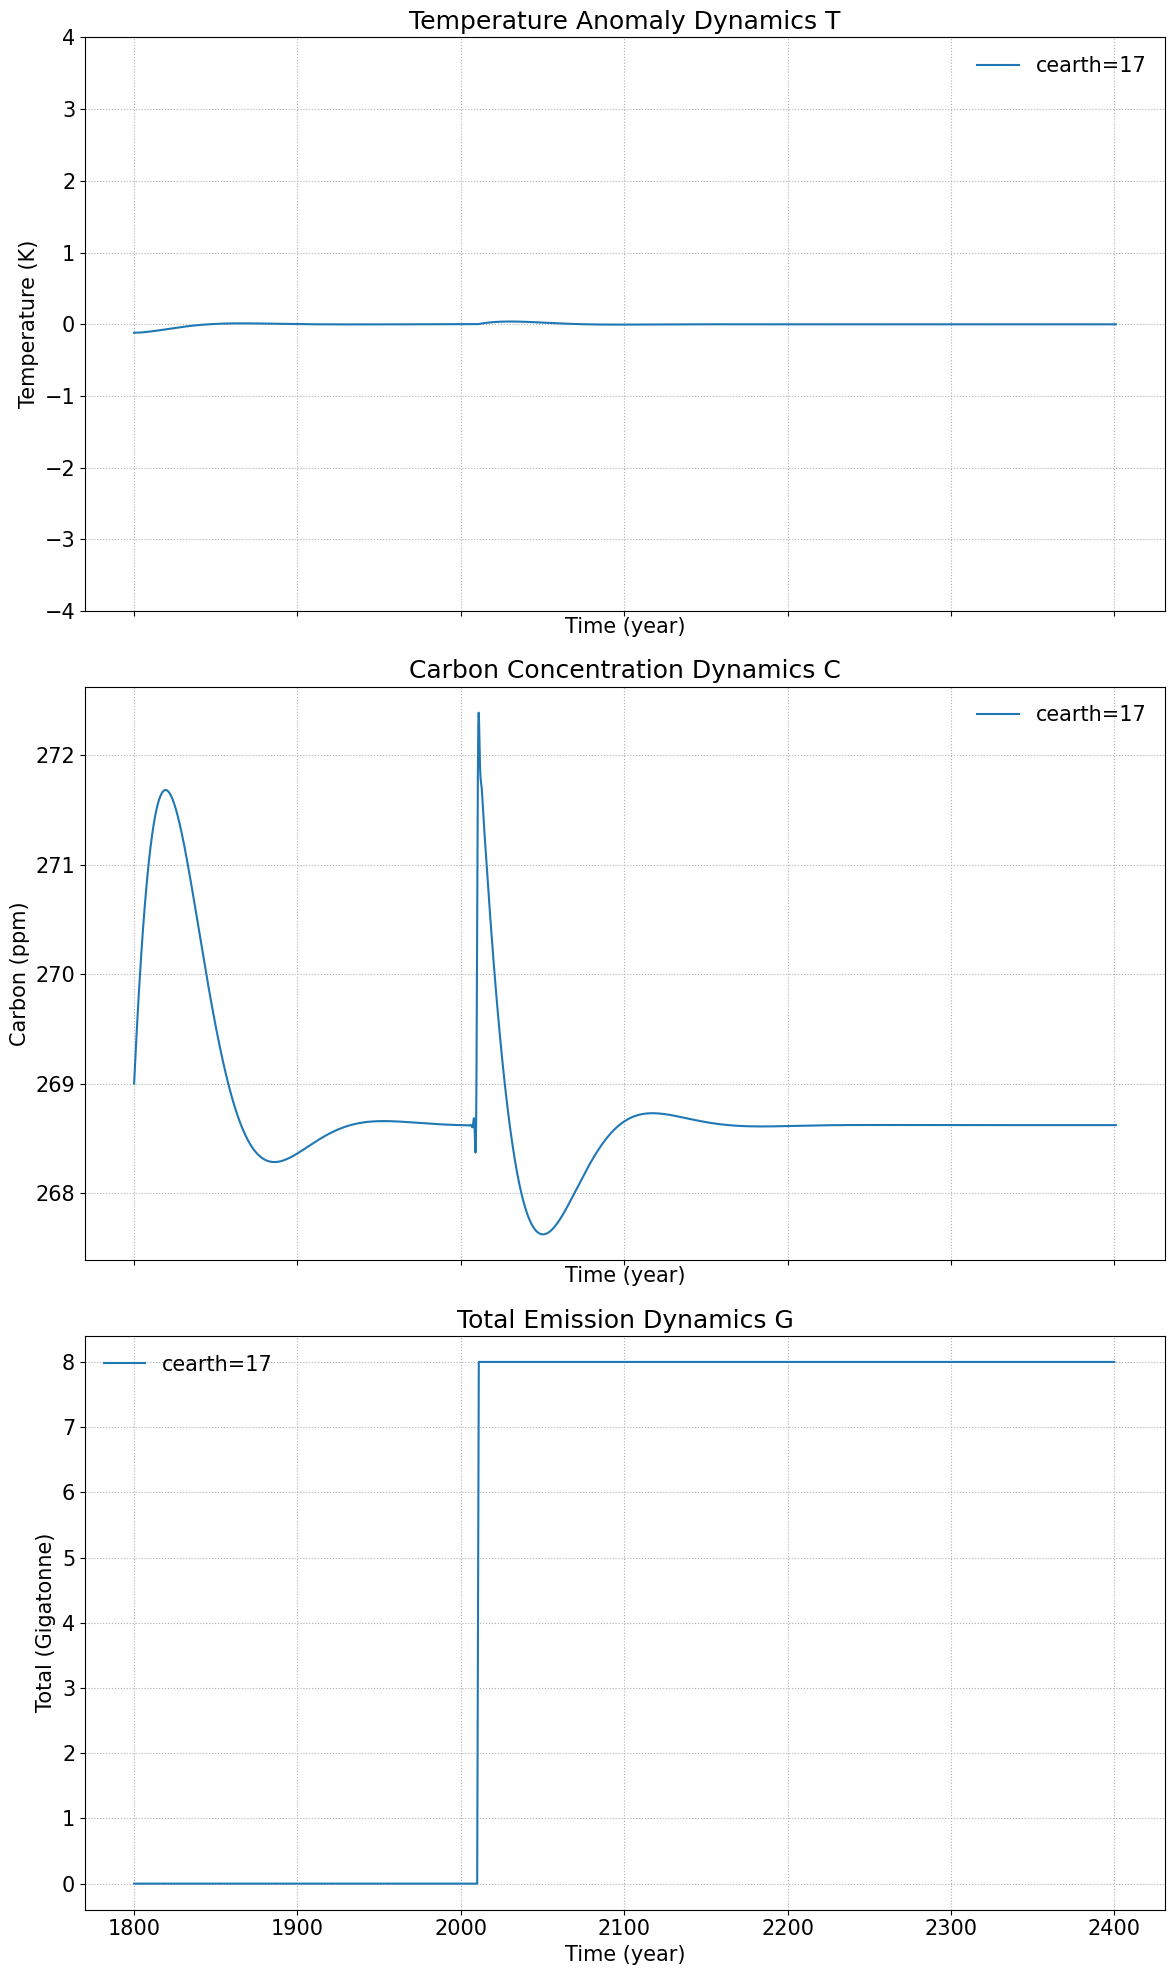 Temperature Anomaly Dynamics T
4
3
2
1
0
−1
−2
−3
−4
Temperature (K)
cearth=17
Time (year)
Carbon Concentration Dynamics C
272
271
270
269
268
Carbon (ppm)
cearth=17
Time (year)
Total Emission Dynamics G
8
7
6
5
4
3
2
1
0
Total (Gigatonne)
cearth=17
1800 1900 2000 2100 2200 2300 2400
Time (year)